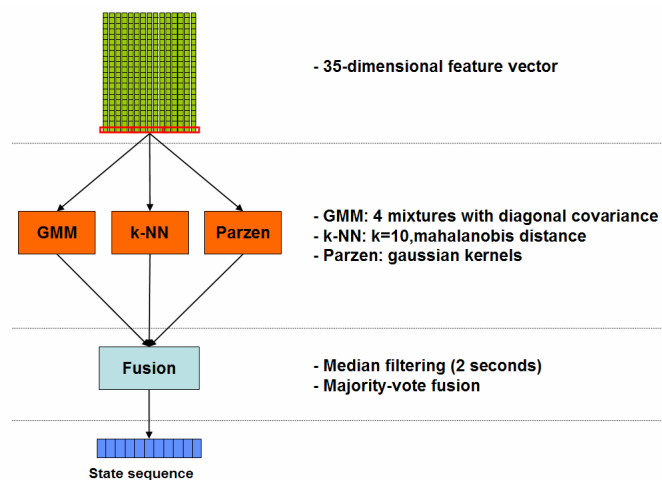 - 35-dimensional feature vector
GMM
k-NN
Parzen
- GMM: 4 mixtures with diagonal covariance
- k-NN: k=10,mahalanobis distance
- Parzen: gaussian kernels
Fusion
- Median filtering (2 seconds)
- Majority-vote fusion
State sequence